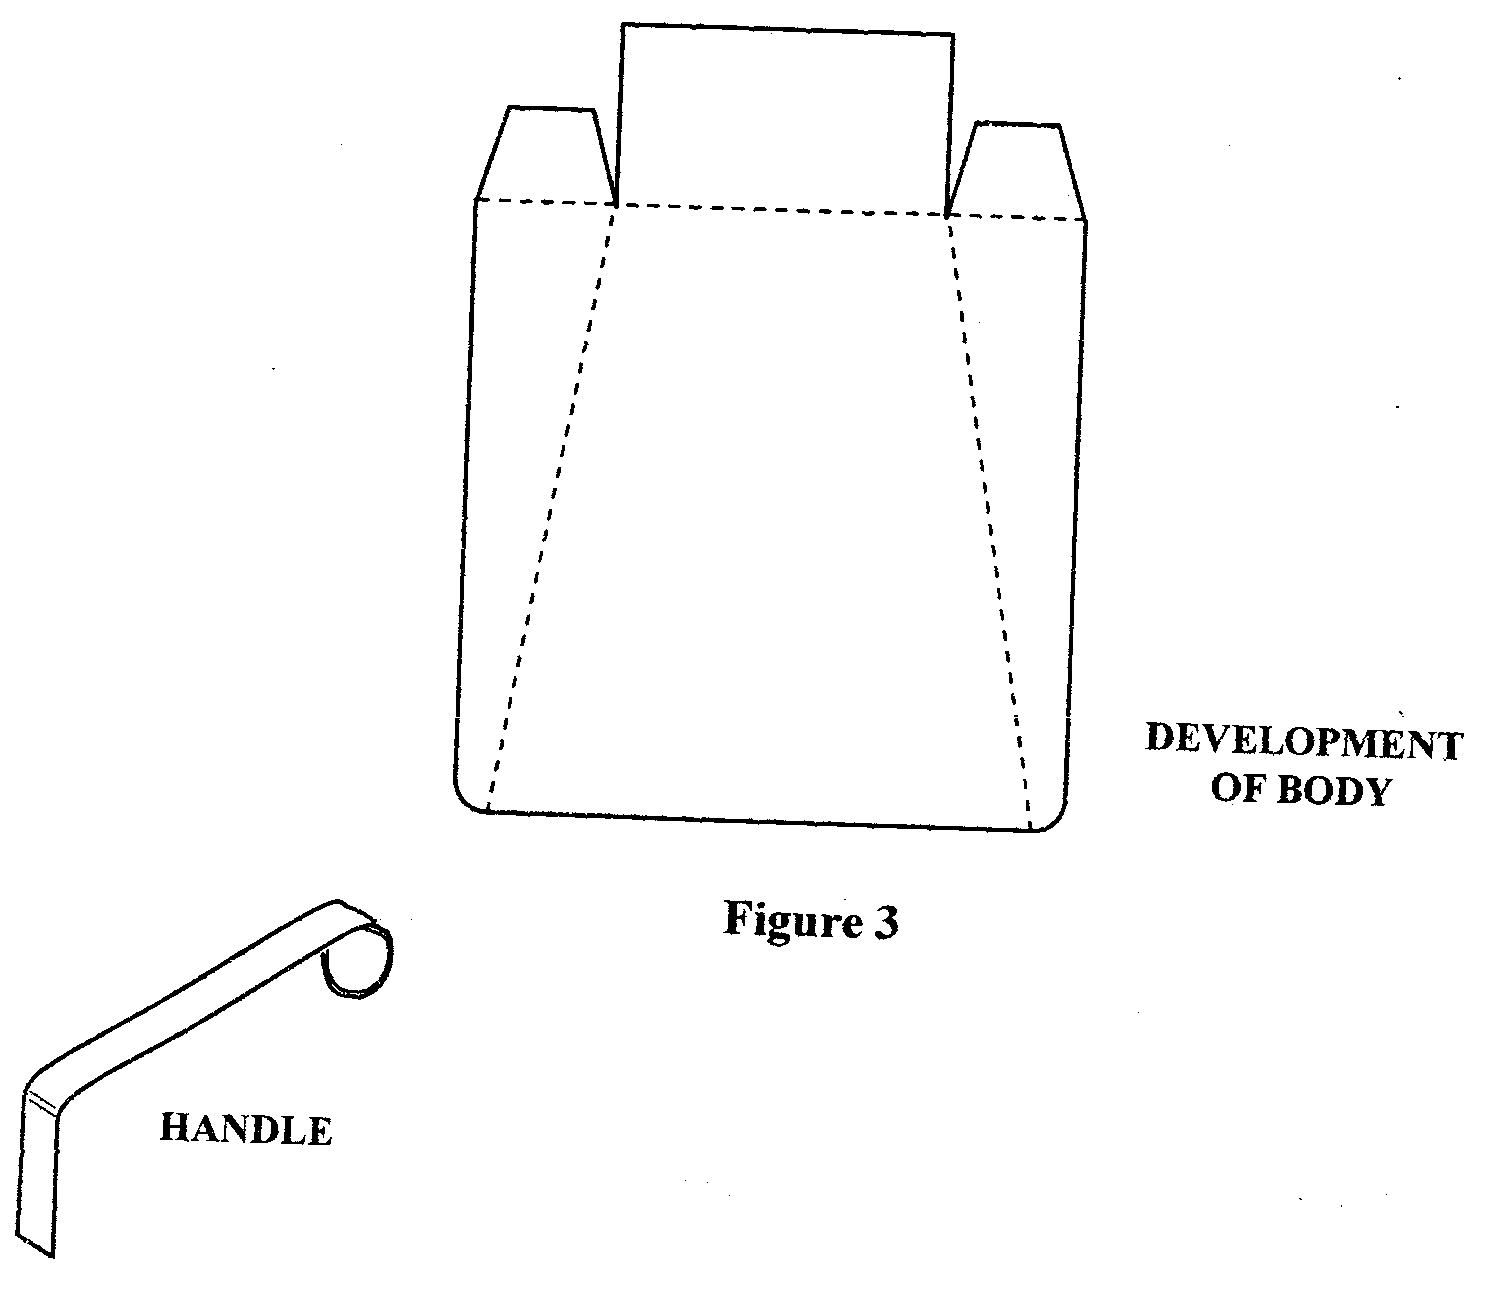 DEVELOPMENT
OF BODY
Figure 3
HANDLE